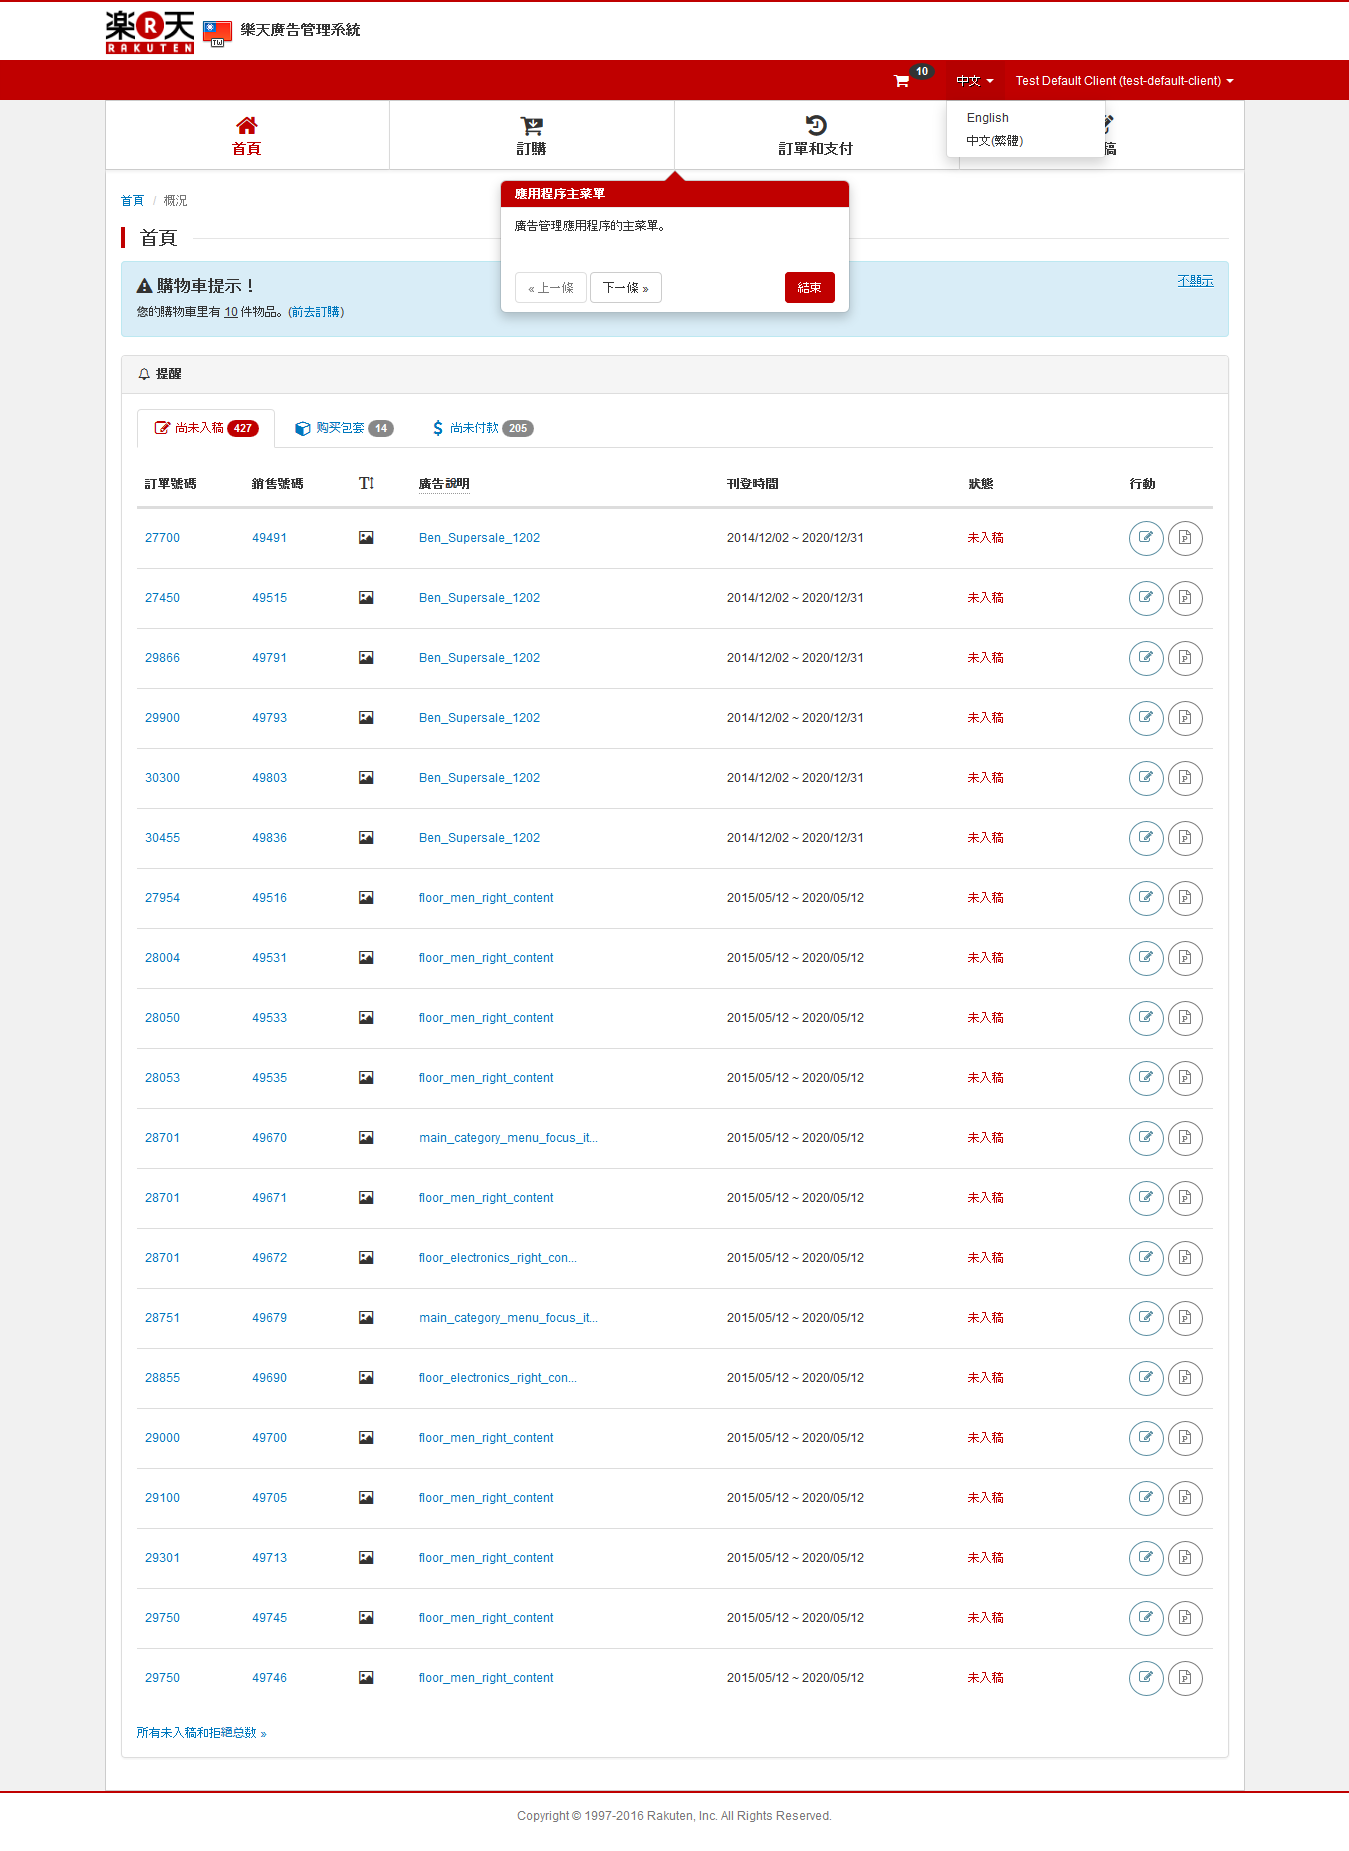 楽R天
RAKUTEN
TW
樂天廣告管理系統
10
中文
Test Default Client (test-default-client)
English
中文(繁體)
首頁
訂購
訂單和支付
稿
首頁 / 概況
應用程序主菜單
廣告管理應用程序的主菜單。
« 上一條
下一條 »
結束
首頁
購物車提示！
不顯示
您的購物車里有 10 件物品。(前去訂購)
提醒
尚未入稿 427
购买包套 14
尚未付款 205
訂單號碼 銷售號碼 T 廣告說明 刊登時間 狀態 行動
27700 49491 Ben_Supersale_1202 2014/12/02 ~ 2020/12/31 未入稿
27450 49515 Ben_Supersale_1202 2014/12/02 ~ 2020/12/31 未入稿
29866 49791 Ben_Supersale_1202 2014/12/02 ~ 2020/12/31 未入稿
29900 49793 Ben_Supersale_1202 2014/12/02 ~ 2020/12/31 未入稿
30300 49803 Ben_Supersale_1202 2014/12/02 ~ 2020/12/31 未入稿
30455 49836 Ben_Supersale_1202 2014/12/02 ~ 2020/12/31 未入稿
27954 49516 floor_men_right_content 2015/05/12 ~ 2020/05/12 未入稿
28004 49531 floor_men_right_content 2015/05/12 ~ 2020/05/12 未入稿
28050 49533 floor_men_right_content 2015/05/12 ~ 2020/05/12 未入稿
28053 49535 floor_men_right_content 2015/05/12 ~ 2020/05/12 未入稿
28701 49670 main_category_menu_focus_it... 2015/05/12 ~ 2020/05/12 未入稿
28701 49671 floor_men_right_content 2015/05/12 ~ 2020/05/12 未入稿
28701 49672 floor_electronics_right_con... 2015/05/12 ~ 2020/05/12 未入稿
28751 49679 main_category_menu_focus_it... 2015/05/12 ~ 2020/05/12 未入稿
28855 49690 floor_electronics_right_con... 2015/05/12 ~ 2020/05/12 未入稿
29000 49700 floor_men_right_content 2015/05/12 ~ 2020/05/12 未入稿
29100 49705 floor_men_right_content 2015/05/12 ~ 2020/05/12 未入稿
29301 49713 floor_men_right_content 2015/05/12 ~ 2020/05/12 未入稿
29750 49745 floor_men_right_content 2015/05/12 ~ 2020/05/12 未入稿
29750 49746 floor_men_right_content 2015/05/12 ~ 2020/05/12 未入稿
所有未入稿和拒絕总数 »
Copyright © 1997-2016 Rakuten, Inc. All Rights Reserved.